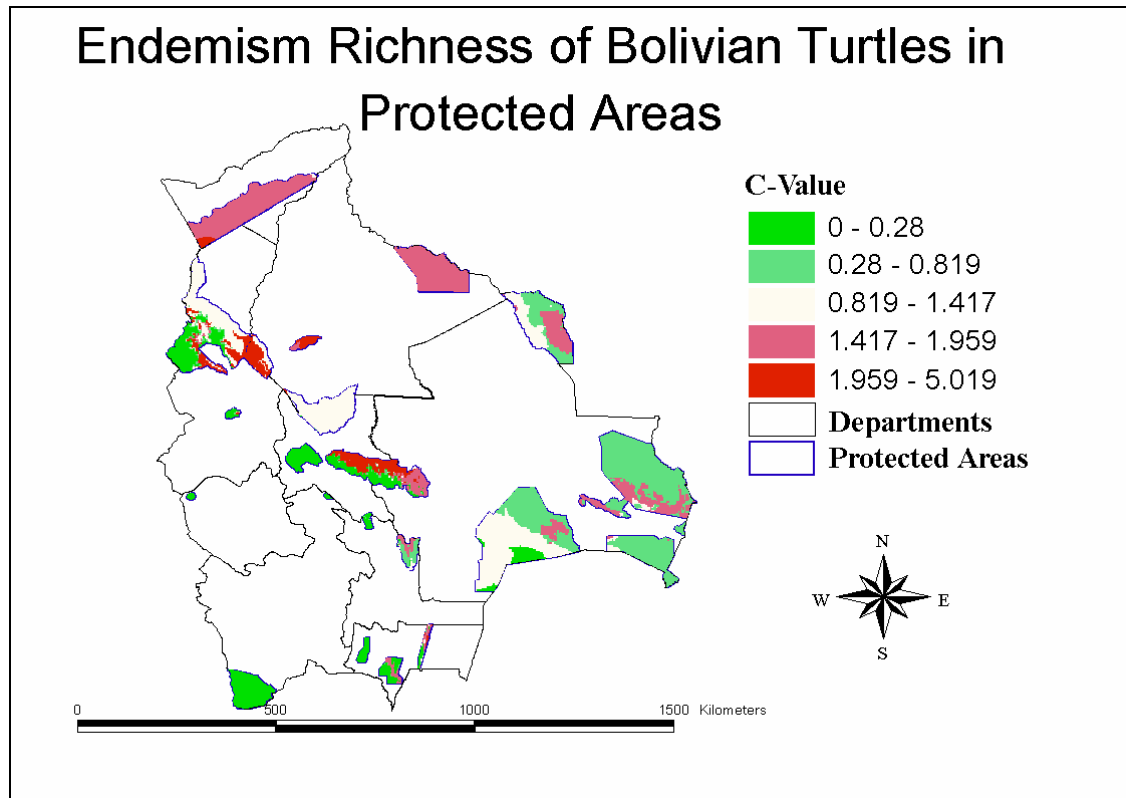 Endemism Richness of Bolivian Turtles in
Protected Areas
C-Value
0 - 0.28
0.28 - 0.819
0.819 - 1.417
1.417 - 1.959
1.959 - 5.019
Departments
Protected Areas
N
W E
S
0 500 1000 1500 Kilometers